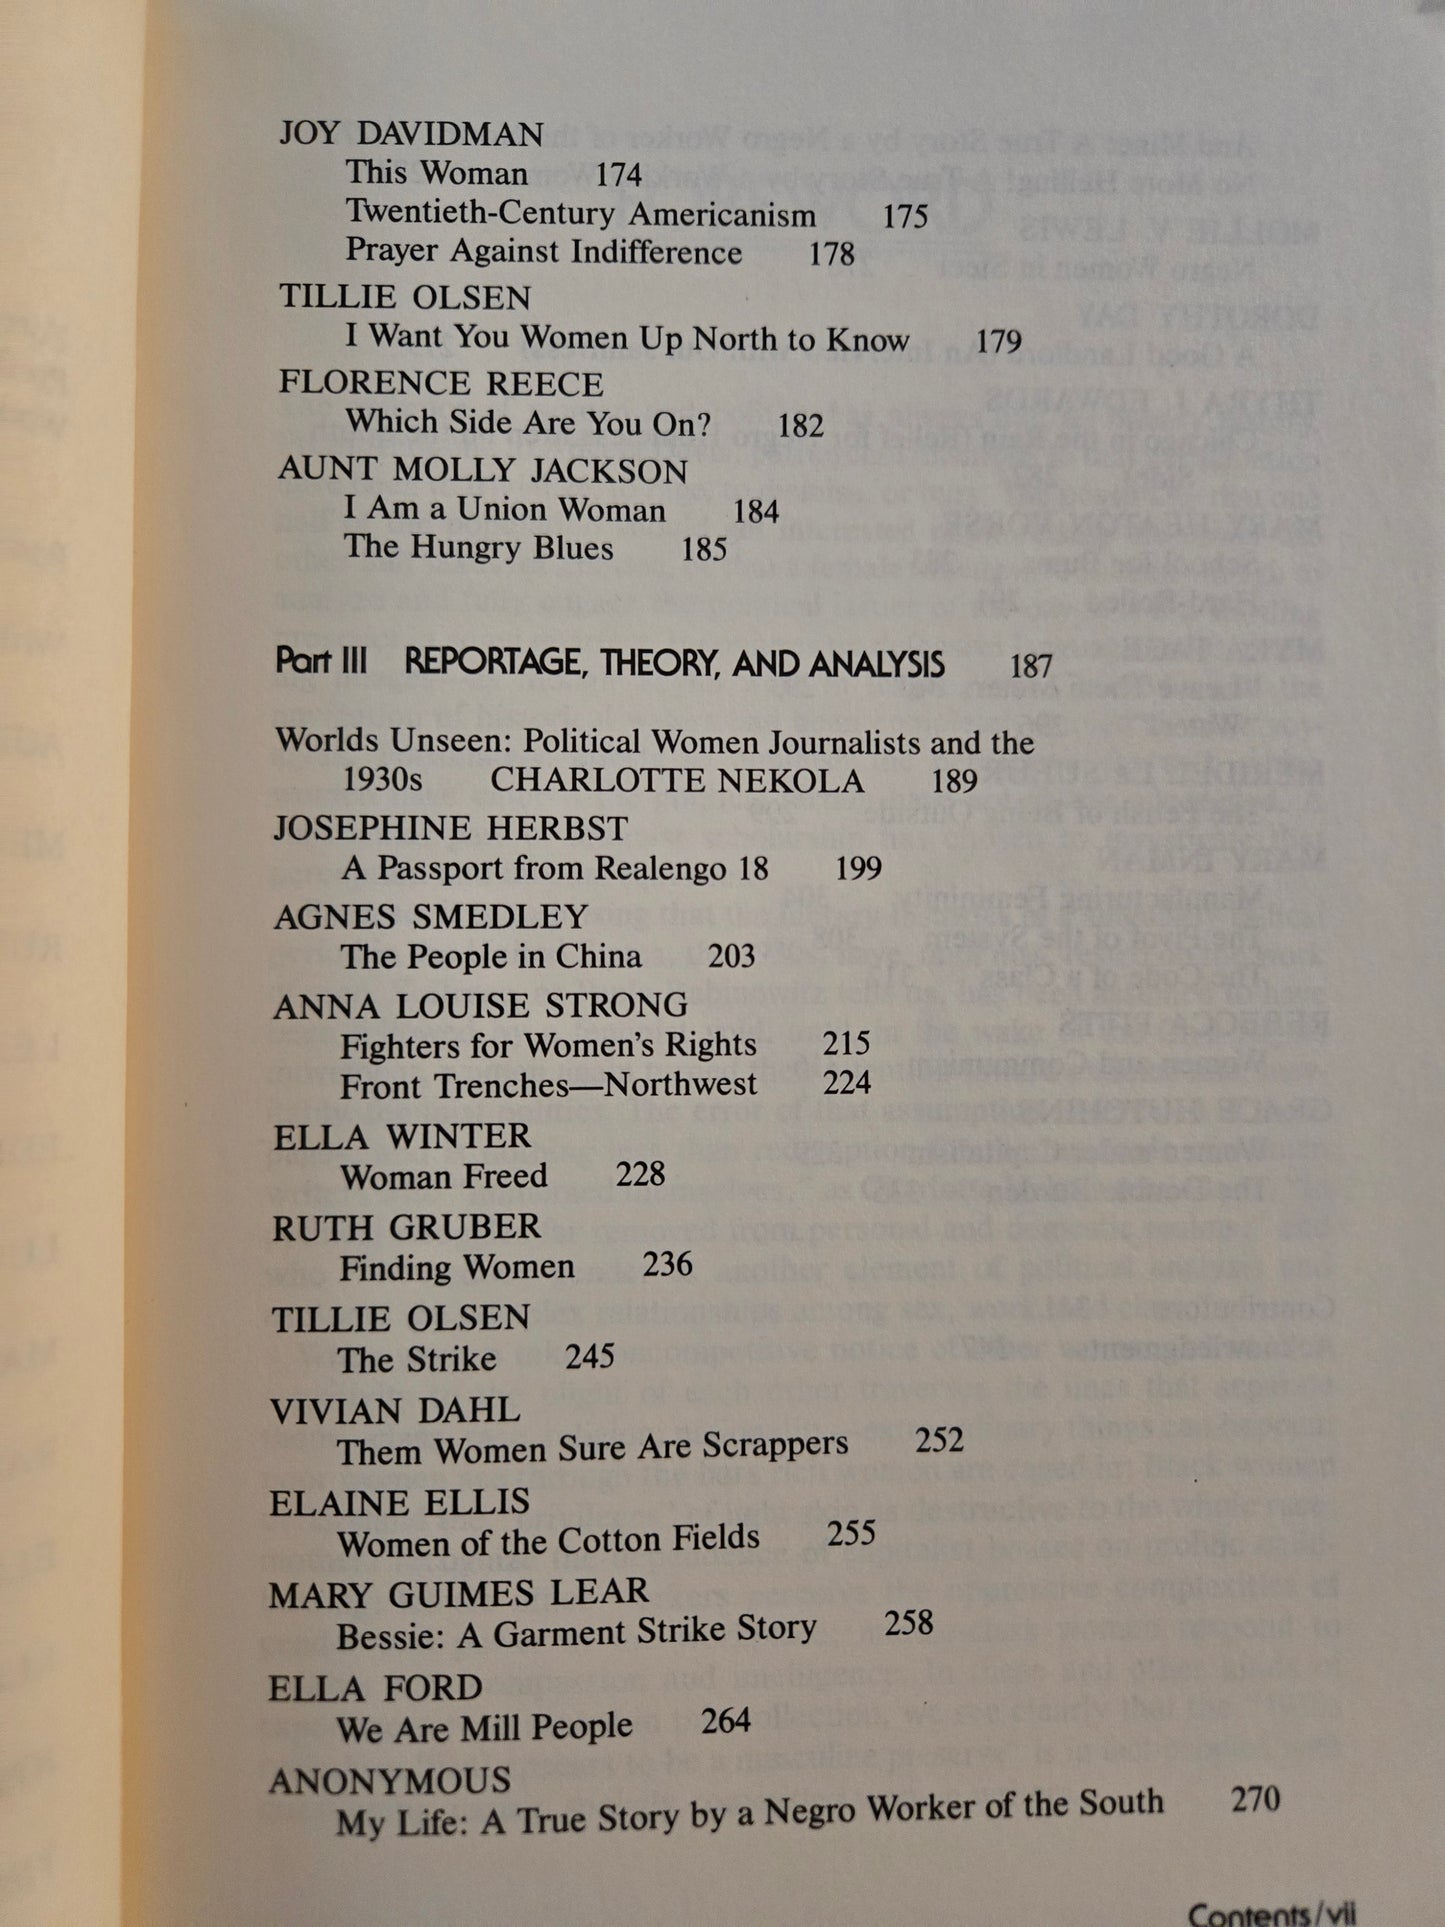 JOY DAVIDMAN
This Woman 174
Twentieth-Century Americanism 175
Prayer Against Indifference 178
TILLIE OLSEN
I Want You Women Up North to Know 179
FLORENCE REECE
Which Side Are You On? 182
AUNT MOLLY JACKSON
I Am a Union Woman 184
The Hungry Blues 185
Part III REPORTAGE, THEORY, AND ANALYSIS 187
Worlds Unseen: Political Women Journalists and the
1930s CHARLOTTE NEKOLA 189
JOSEPHINE HERBST
A Passport from Realengo 18 199
AGNES SMEDLEY
The People in China 203
ANNA LOUISE STRONG
Fighters for Women's Rights 215
Front Trenches—Northwest 224
ELLA WINTER
Woman Freed 228
RUTH GRUBER
Finding Women 236
TILLIE OLSEN
The Strike 245
VIVIAN DAHL
Them Women Sure Are Scrappers 252
ELAINE ELLIS
Women of the Cotton Fields 255
MARY GUIMES LEAR
Bessie: A Garment Strike Story 258
ELLA FORD
We Are Mill People 264
ANONYMOUS
My Life: A True Story by a Negro Worker of the South 270
Contents/vii